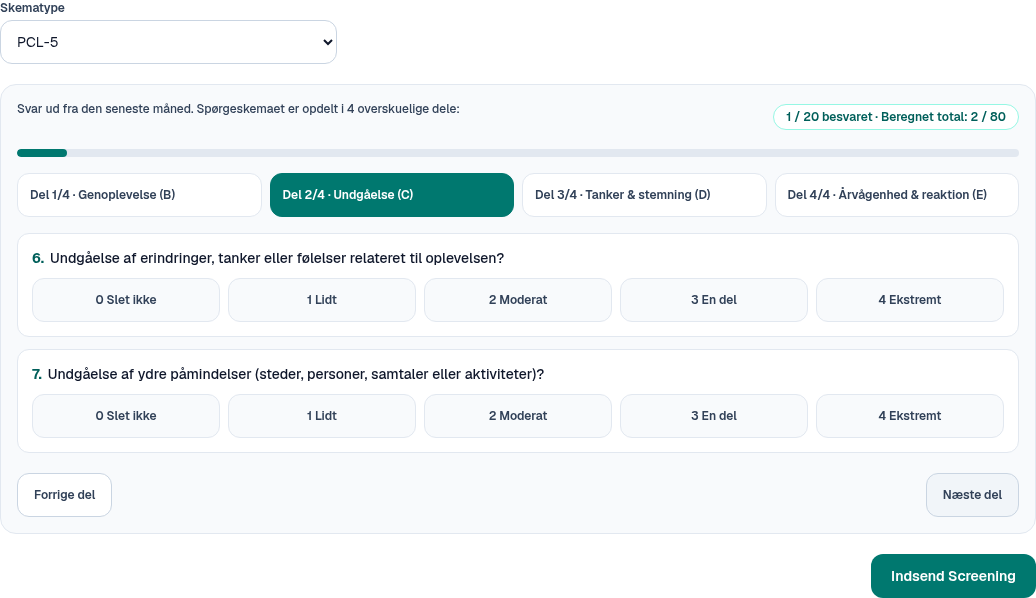 Skematype
PCL-5
Svar ud fra den seneste måned. Spørgeskemaet er opdelt i 4 overskuelige dele:
1 / 20 besvaret · Beregnet total: 2 / 80
Del 1/4 · Genoplevelse (B)
Del 2/4 · Undgåelse (C)
Del 3/4 · Tanker & stemning (D)
Del 4/4 · Årvågenhed & reaktion (E)
6. Undgåelse af erindringer, tanker eller følelser relateret til oplevelsen?
0 Slet ikke
1 Lidt
2 Moderat
3 En del
4 Ekstremt
7. Undgåelse af ydre påmindelser (steder, personer, samtaler eller aktiviteter)?
0 Slet ikke
1 Lidt
2 Moderat
3 En del
4 Ekstremt
Forrige del
Næste del
Indsend Screening